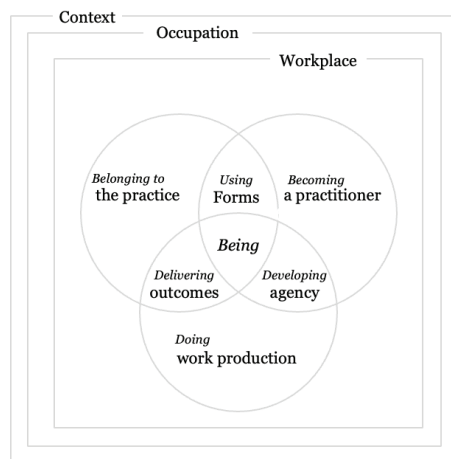 Context
Occupation
Workplace
Belonging to
the practice
Using
Forms
Becoming
a practitioner
Being
Delivering
outcomes
Developing
agency
Doing
work production